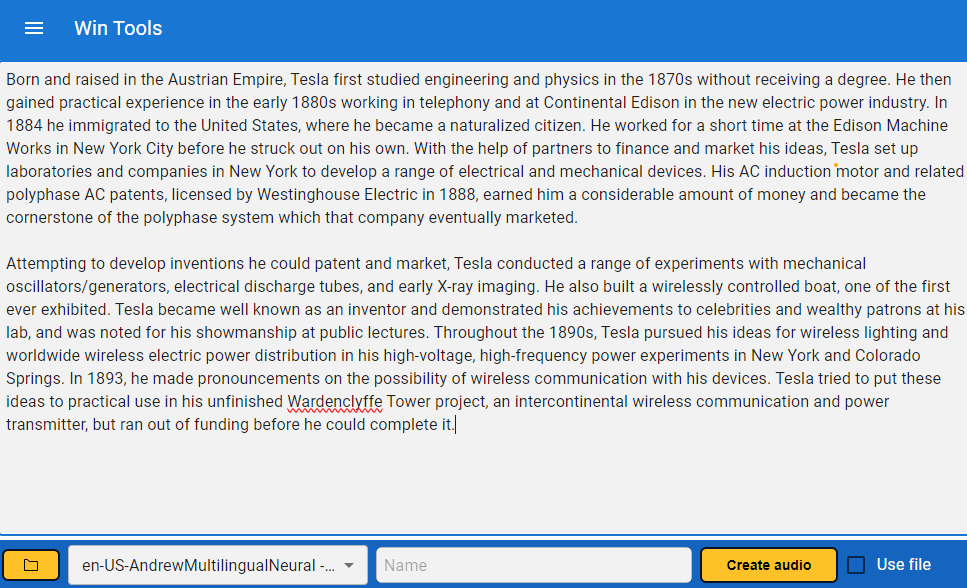 Win Tools
Born and raised in the Austrian Empire, Tesla first studied engineering and physics in the 1870s without receiving a degree. He then
gained practical experience in the early 1880s working in telephony and at Continental Edison in the new electric power industry. In
1884 he immigrated to the United States, where he became a naturalized citizen. He worked for a short time at the Edison Machine
Works in New York City before he struck out on his own. With the help of partners to finance and market his ideas, Tesla set up
laboratories and companies in New York to develop a range of electrical and mechanical devices. His AC induction motor and related
polyphase AC patents, licensed by Westinghouse Electric in 1888, earned him a considerable amount of money and became the
cornerstone of the polyphase system which that company eventually marketed.
Attempting to develop inventions he could patent and market, Tesla conducted a range of experiments with mechanical
oscillators/generators, electrical discharge tubes, and early X-ray imaging. He also built a wirelessly controlled boat, one of the first
ever exhibited. Tesla became well known as an inventor and demonstrated his achievements to celebrities and wealthy patrons at his
lab, and was noted for his showmanship at public lectures. Throughout the 1890s, Tesla pursued his ideas for wireless lighting and
worldwide wireless electric power distribution in his high-voltage, high-frequency power experiments in New York and Colorado
Springs. In 1893, he made pronouncements on the possibility of wireless communication with his devices. Tesla tried to put these
ideas to practical use in his unfinished Wardenclyffe Tower project, an intercontinental wireless communication and power
transmitter, but ran out of funding before he could complete it.
en-US-AndrewMultilingualNeural -... Name Create audio Use file